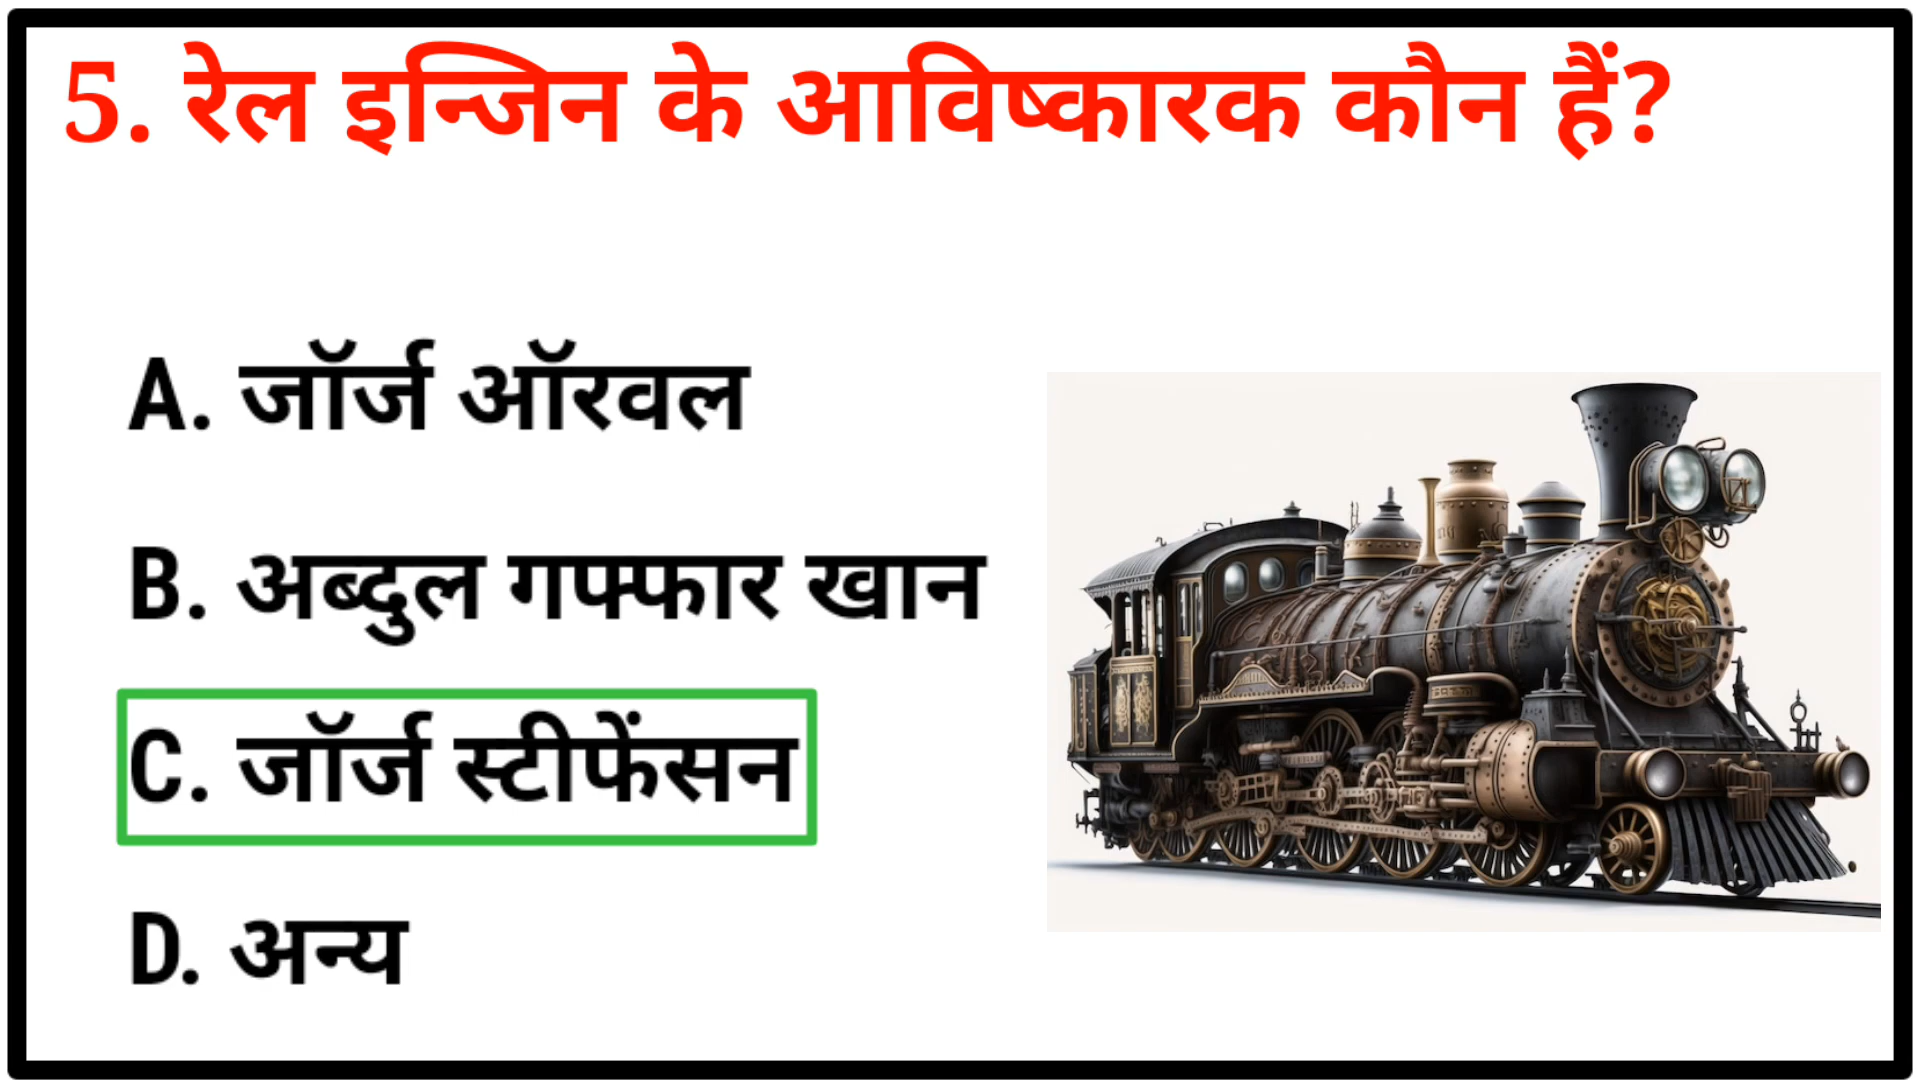 5. रेल इन्जिन के आविष्कारक कौन हैं?
A. जॉर्ज ऑरवल
B. अब्दुल गफ्फार खान
C. जॉर्ज स्टीफेंसन
D. अन्य